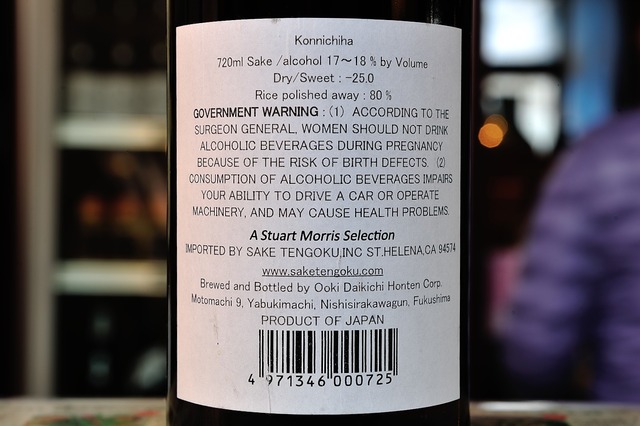 Konnichiha
720ml Sake /alcohol 17～18 % by Volume
Dry/Sweet : -25.0
Rice polished away : 80 %
GOVERNMENT WARNING : (1) ACCORDING TO THE
SURGEON GENERAL, WOMEN SHOULD NOT DRINK
ALCOHOLIC BEVERAGES DURING PREGNANCY
BECAUSE OF THE RISK OF BIRTH DEFECTS. (2)
CONSUMPTION OF ALCOHOLIC BEVERAGES IMPAIRS
YOUR ABILITY TO DRIVE A CAR OR OPERATE
MACHINERY, AND MAY CAUSE HEALTH PROBLEMS.
A Stuart Morris Selection
IMPORTED BY SAKE TENGOKU,INC ST.HELENA,CA 94574
www.saketengoku.com
Brewed and Bottled by Ooki Daikichi Honten Corp.
Motomachi 9, Yabukimachi, Nishisirakawagun, Fukushima
PRODUCT OF JAPAN
4 971346 000725